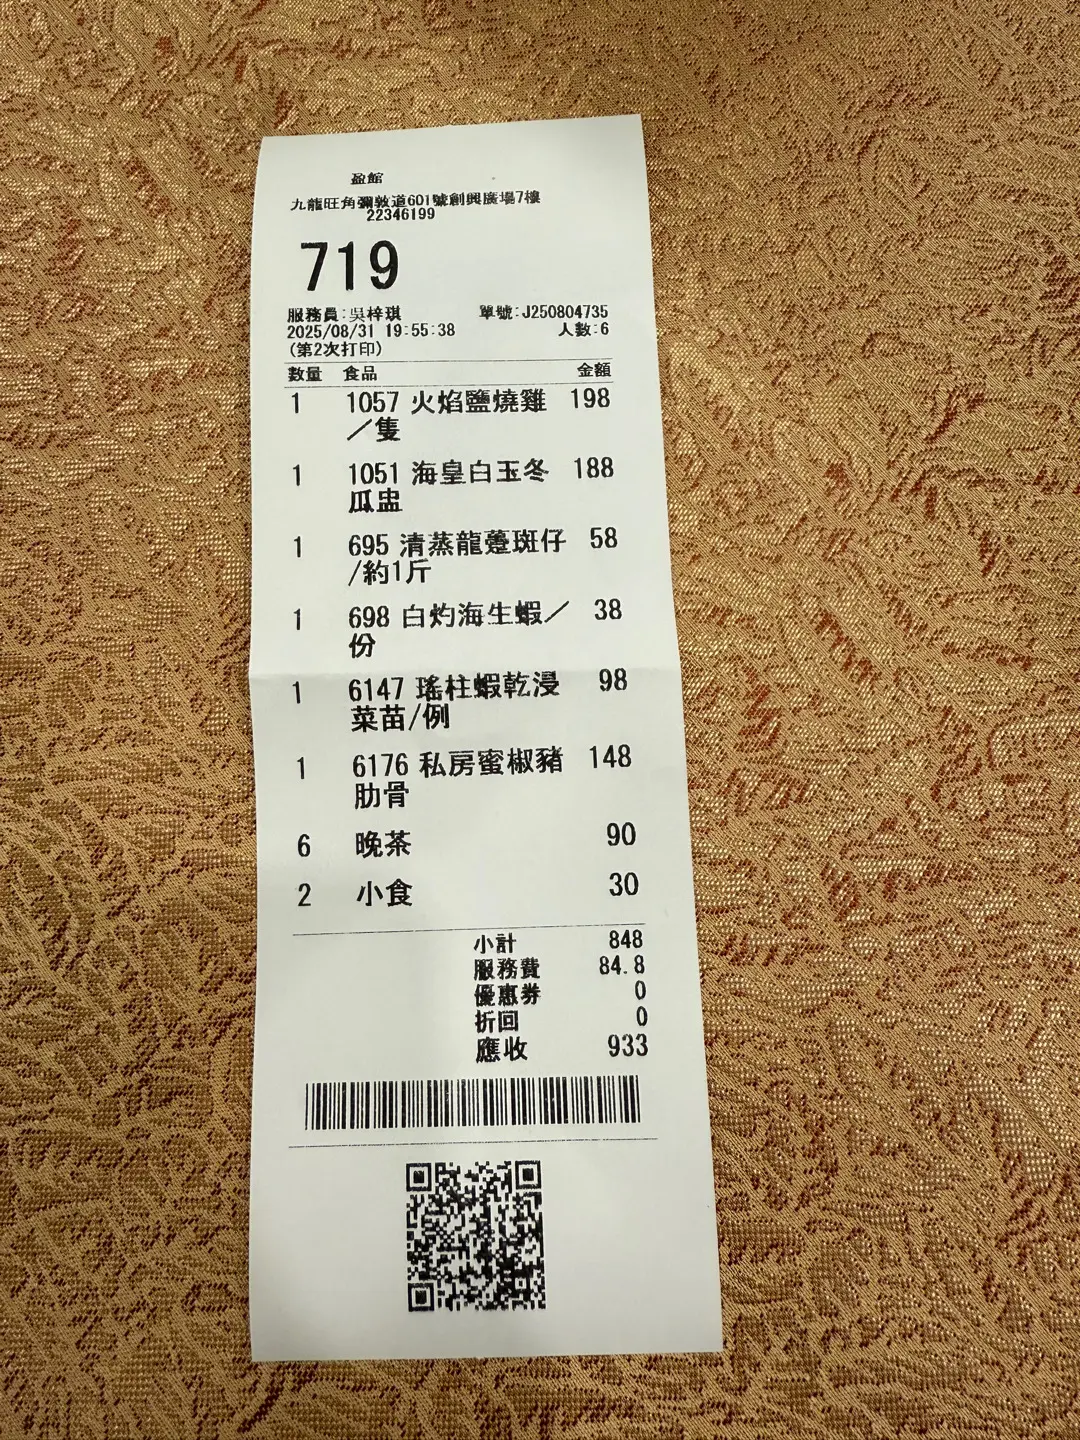 盈館
九龍旺角彌敦道601號創興廣場7樓
22346199
719
服務員:吳梓琪 單號:J250804735
2025/08/31 19:55:38 人數:6
(第2次打印)
數量 食品 金額
1 1057 火焰鹽燒雞 198
／隻
1 1051 海皇白玉冬 188
瓜盅
1 695 清蒸龍躉斑仔 58
/約1斤
1 698 白灼海生蝦／ 38
份
1 6147 瑤柱蝦乾浸 98
菜苗/例
1 6176 私房蜜椒豬 148
肋骨
6 晚茶 90
2 小食 30
小計 848
服務費 84.8
優惠券 0
折回 0
應收 933